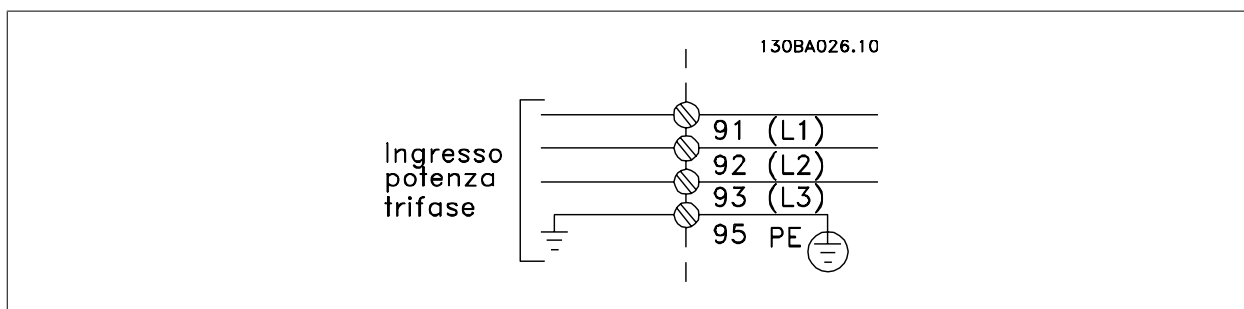 130BA026.10
Ingresso
potenza
trifase
91 (L1)
92 (L2)
93 (L3)
95 PE